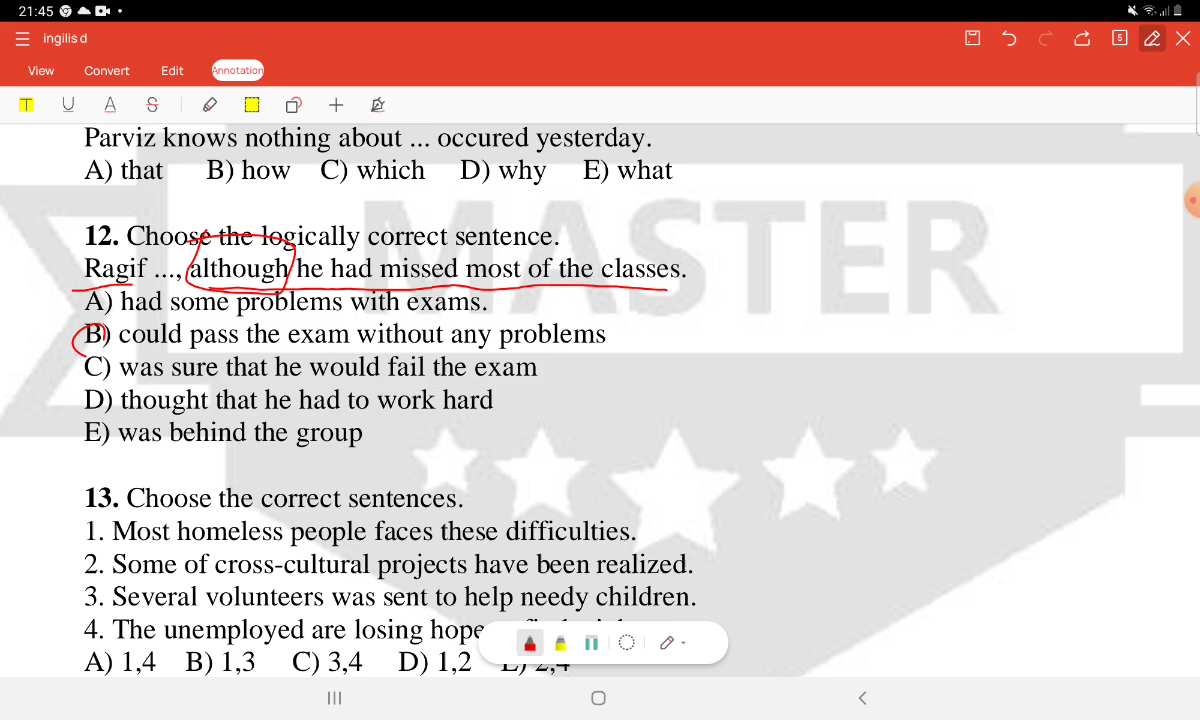 21:45
ingilis d
View Convert Edit Annotation
Parviz knows nothing about ... occured yesterday.
A) that B) how C) which D) why E) what
MASTER
12. Choose the logically correct sentence.
Ragif ..., although he had missed most of the classes.
A) had some problems with exams.
B) could pass the exam without any problems
C) was sure that he would fail the exam
D) thought that he had to work hard
E) was behind the group
13. Choose the correct sentences.
1. Most homeless people faces these difficulties.
2. Some of cross-cultural projects have been realized.
3. Several volunteers was sent to help needy children.
4. The unemployed are losing hope
A) 1,4 B) 1,3 C) 3,4 D) 1,2 E) 2,4